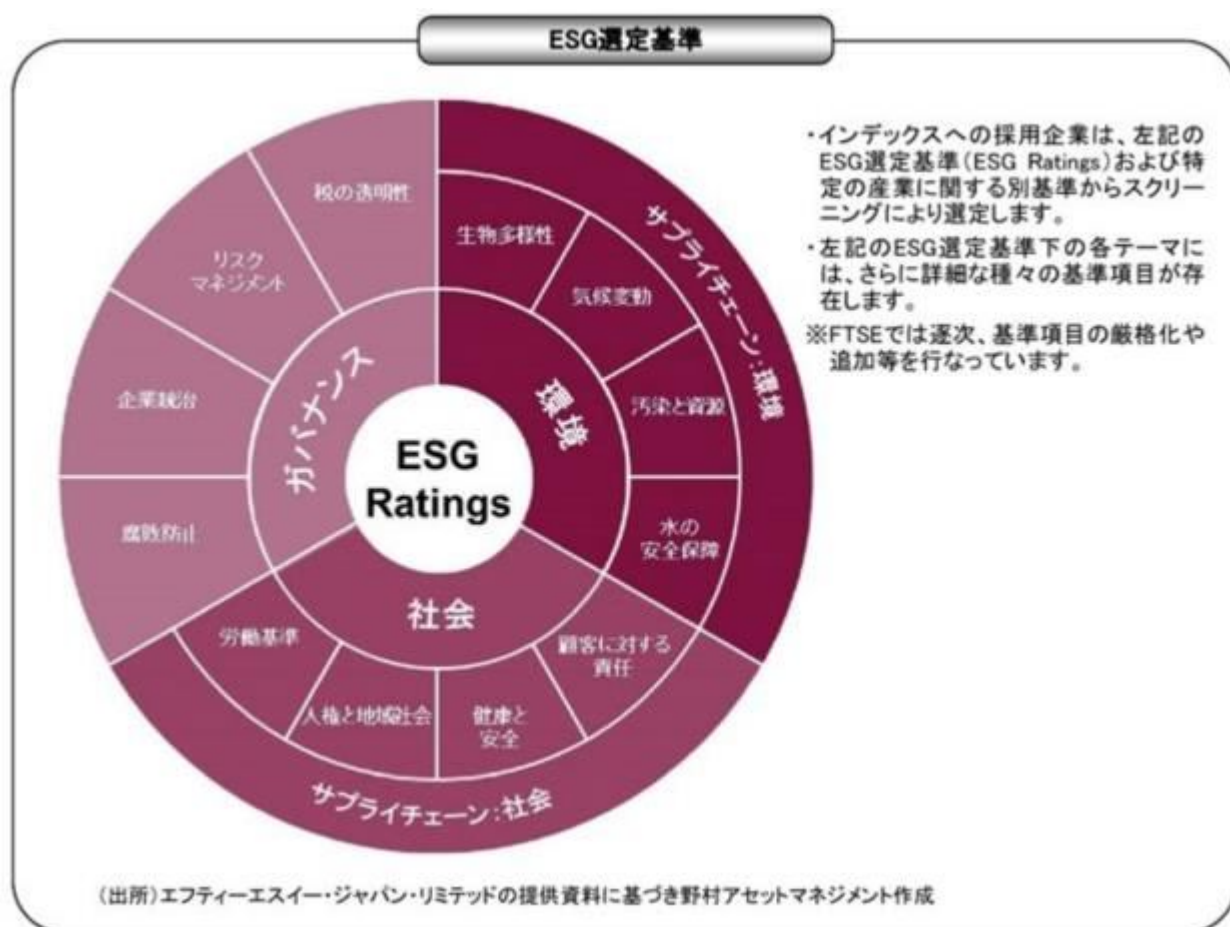 ESG選定基準
税の透明性
リスク
マネジメント
企業統治
腐敗防止
ガバナンス
生物多様性
気候変動
汚染と資源
水の
安全保障
環境
サプライチェーン:環境
ESG
Ratings
社会
労働基準
人権と地域社会
健康と
安全
顧客に対する
責任
サプライチェーン:社会
・インデックスへの採用企業は、左記の
ESG選定基準(ESG Ratings)および特
定の産業に関する別基準からスクリー
ニングにより選定します。
・左記のESG選定基準下の各テーマに
は、さらに詳細な種々の基準項目が存
在します。
※FTSEでは逐次、基準項目の厳格化や
追加等を行なっています。
(出所)エフティーエスイー・ジャパン・リミテッドの提供資料に基づき野村アセットマネジメント作成